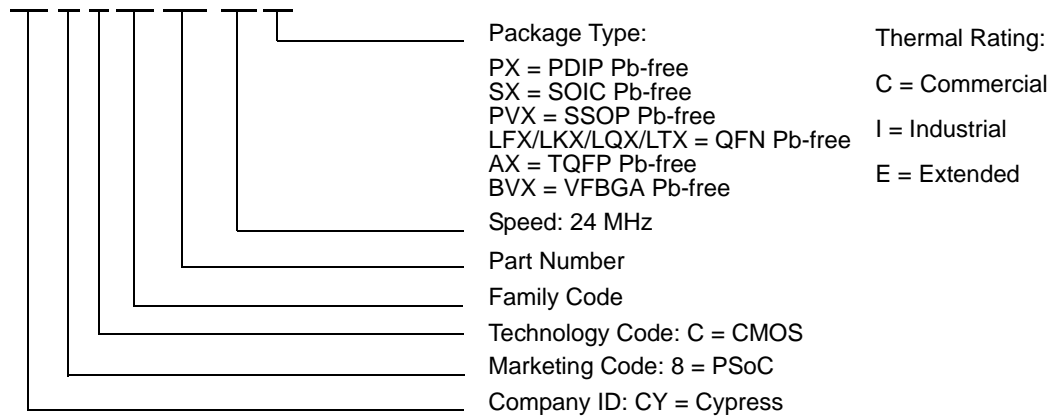 Package Type:
PX = PDIP Pb-free
SX = SOIC Pb-free
PVX = SSOP Pb-free
LFX/LKX/LQX/LTX = QFN Pb-free
AX = TQFP Pb-free
BVX = VFBGA Pb-free
Thermal Rating:
C = Commercial
I = Industrial
E = Extended
Speed: 24 MHz
Part Number
Family Code
Technology Code: C = CMOS
Marketing Code: 8 = PSoC
Company ID: CY = Cypress